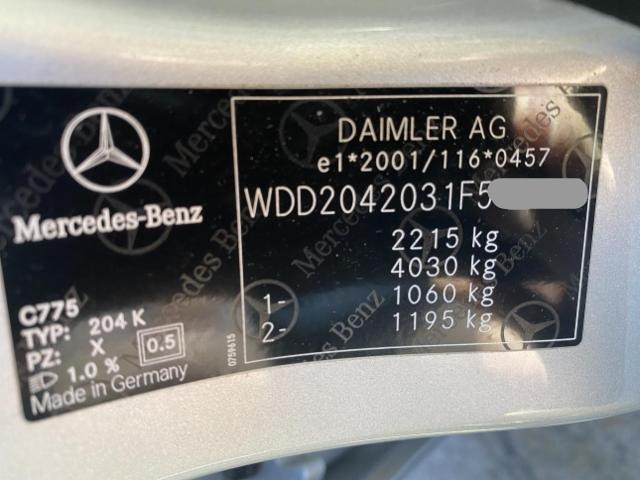 Mercedes-Benz
C775
TYP: 204 K
PZ: X
1.0 %
0.5
Made in Germany
0759615
DAIMLER AG
e1*2001/116*0457
WDD2042031F5
2215 kg
4030 kg
1- 1060 kg
2- 1195 kg